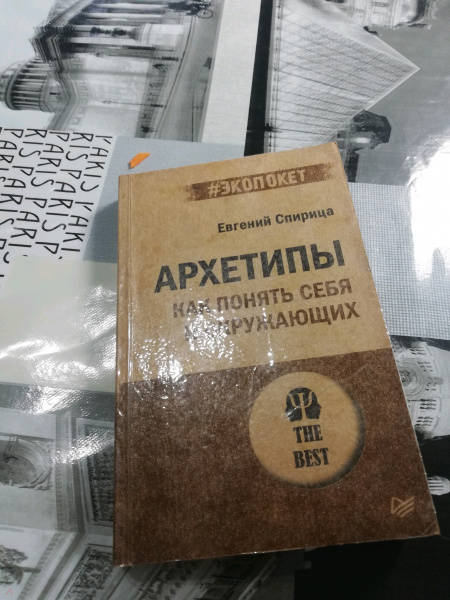 #ЭКОПОКЕТ
Евгений Спирица
АРХЕТИПЫ
КАК ПОНЯТЬ СЕБЯ
И ОКРУЖАЮЩИХ
THE
BEST